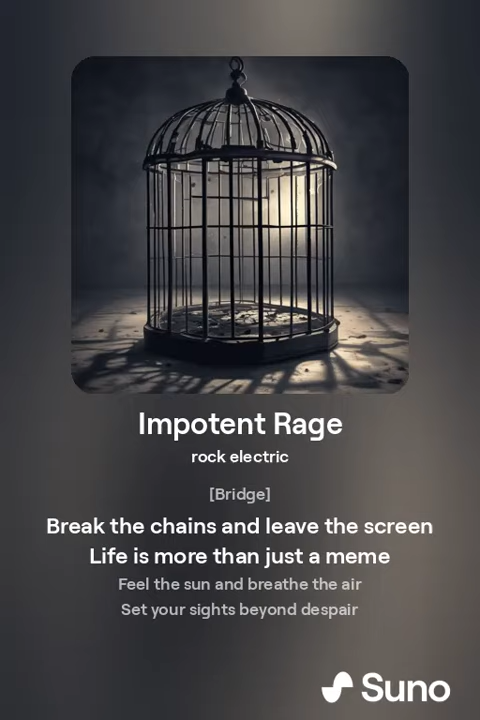 Impotent Rage
rock electric
[Bridge]
Break the chains and leave the screen
Life is more than just a meme
Feel the sun and breathe the air
Set your sights beyond despair
Suno